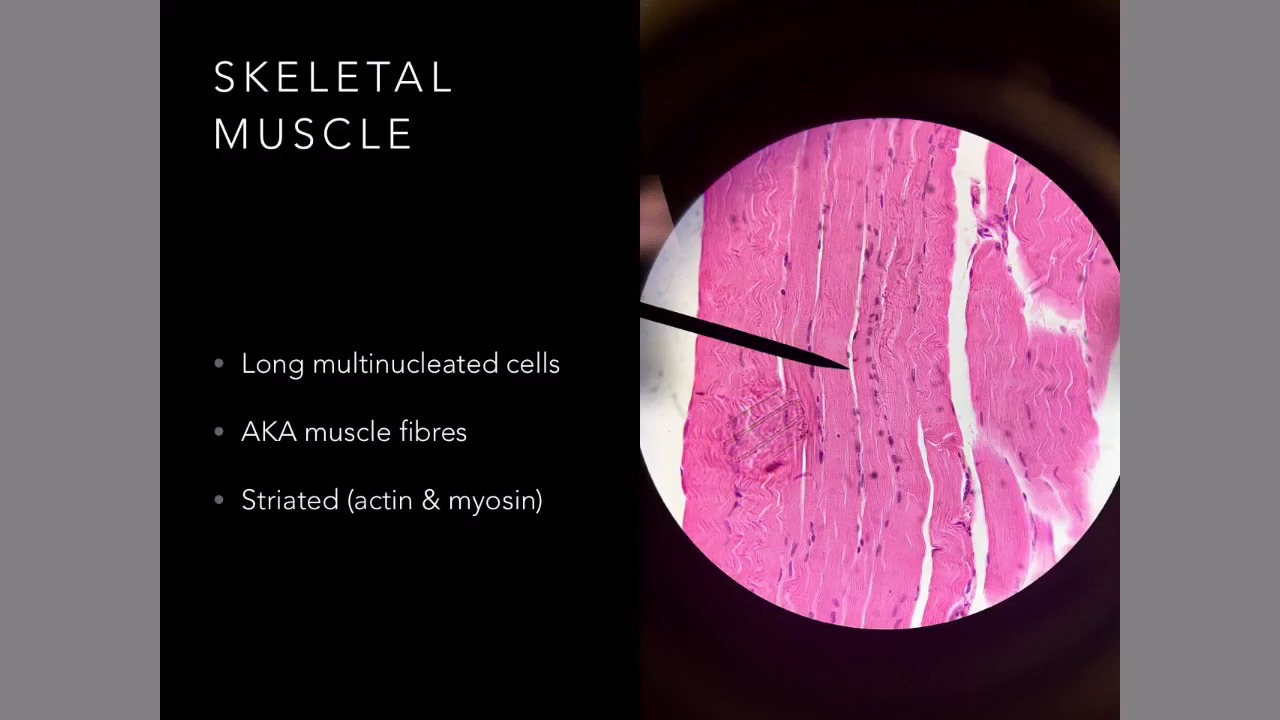 SKELETAL
MUSCLE
Long multinucleated cells
AKA muscle fibres
Striated (actin & myosin)